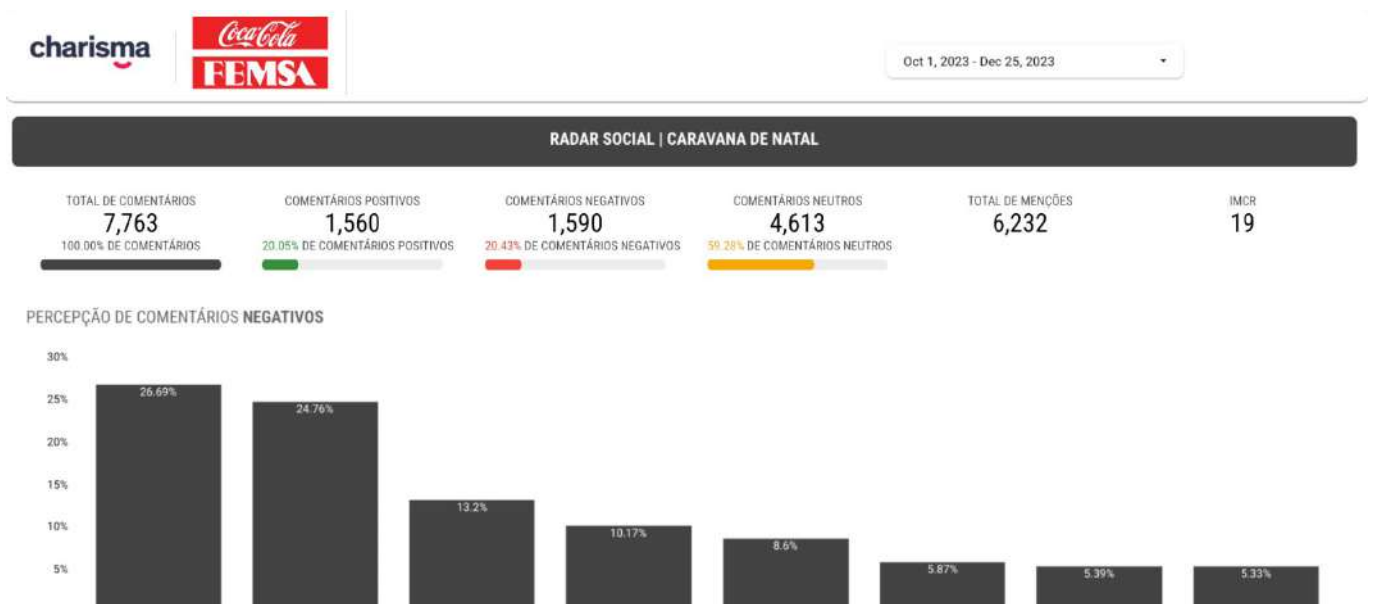 charisma
Coca-Cola
FEMSA
Oct 1, 2023 - Dec 25, 2023
RADAR SOCIAL | CARAVANA DE NATAL
TOTAL DE COMENTÁRIOS
7,763
100.00% DE COMENTÁRIOS
COMENTÁRIOS POSITIVOS
1,560
20.05% DE COMENTÁRIOS POSITIVOS
COMENTÁRIOS NEGATIVOS
1,590
20.43% DE COMENTÁRIOS NEGATIVOS
COMENTÁRIOS NEUTROS
4,613
59.28% DE COMENTÁRIOS NEUTROS
TOTAL DE MENÇÕES
6,232
IMCR
19
PERCEPÇÃO DE COMENTÁRIOS NEGATIVOS
30%
25%
20%
15%
10%
5%
26.69%
24.76%
13.2%
10.17%
8.6%
5.87%
5.39%
5.33%